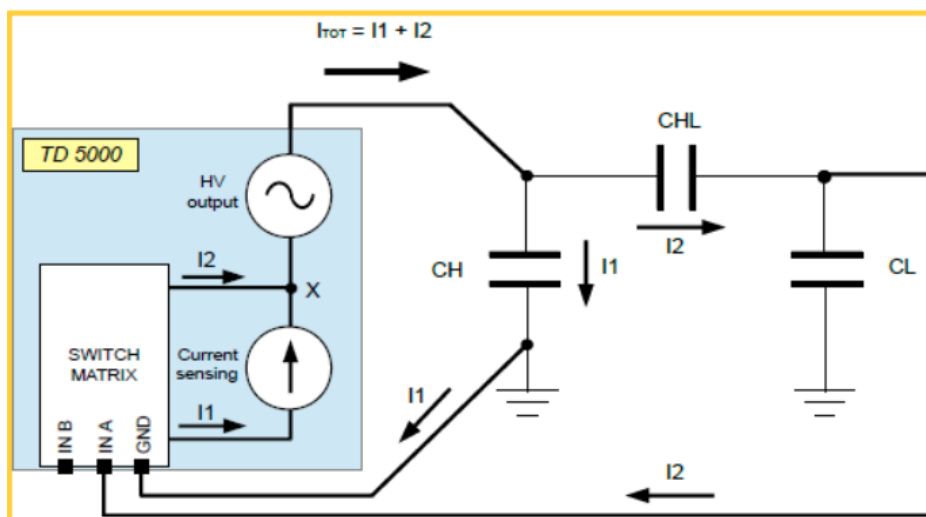 ITOT = I1 + I2
TD 5000
HV
output
CHL
I2
CH
I1
CL
I2
X
SWITCH
MATRIX
Current
sensing
I1
I1
IN B
IN A
GND
I2